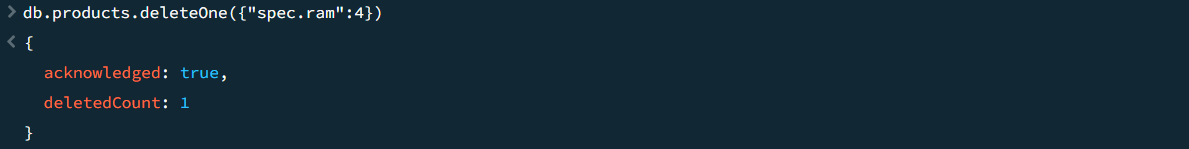 > db.products.deleteOne({"spec.ram":4})
< {
acknowledged: true,
deletedCount: 1
}